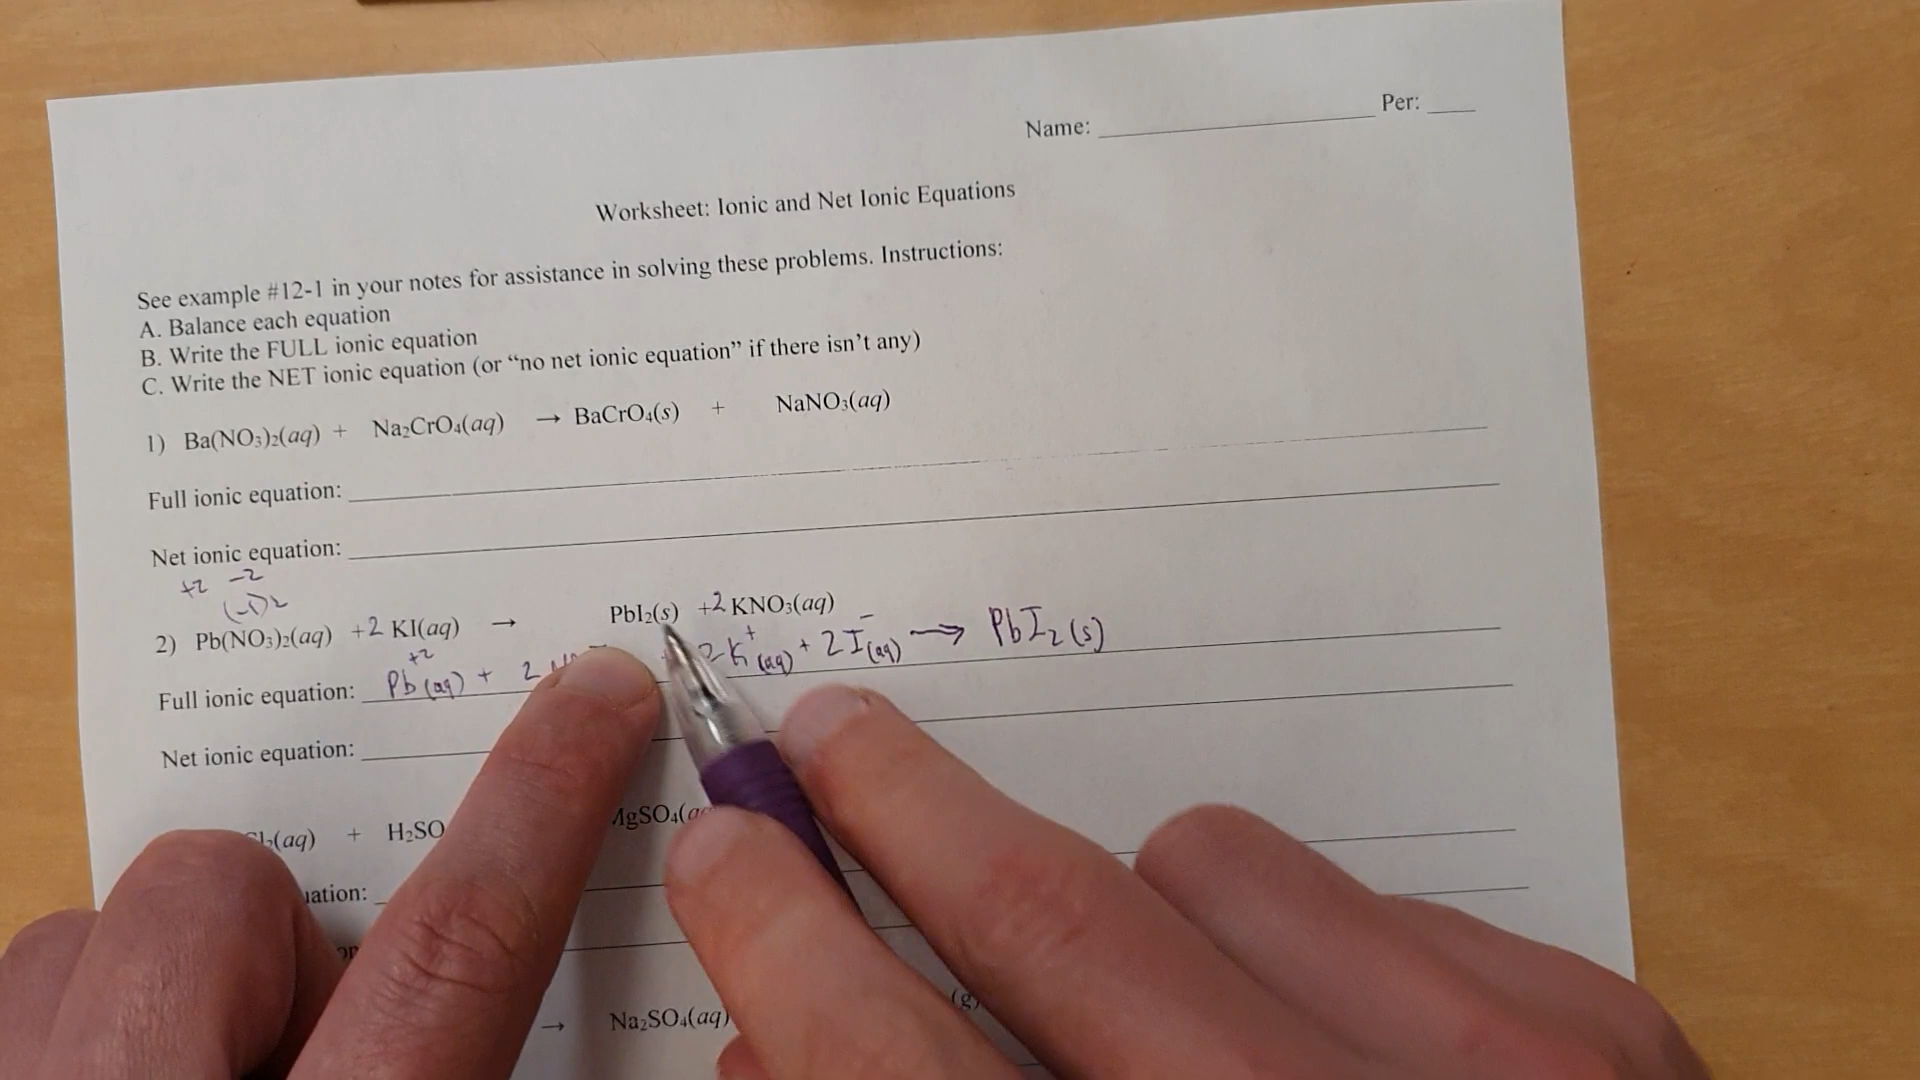 Name: Per:
Worksheet: Ionic and Net Ionic Equations
See example #12-1 in your notes for assistance in solving these problems. Instructions:
A. Balance each equation
B. Write the FULL ionic equation
C. Write the NET ionic equation (or “no net ionic equation” if there isn’t any)
1) Ba(NO₃)₂(aq) + Na₂CrO₄(aq) → BaCrO₄(s) + NaNO₃(aq)
Full ionic equation:
Net ionic equation:
+2 -2
(-1)2
2) Pb(NO₃)₂(aq) +2 KI(aq) → PbI₂(s) +2 KNO₃(aq)
Full ionic equation: Pb⁺²(aq) + 2 2K⁺(aq) + 2I⁻(aq) → PbI₂(s)
Net ionic equation:
(aq) + H₂SO MgSO₄(
→ Na₂SO₄(aq) (g)